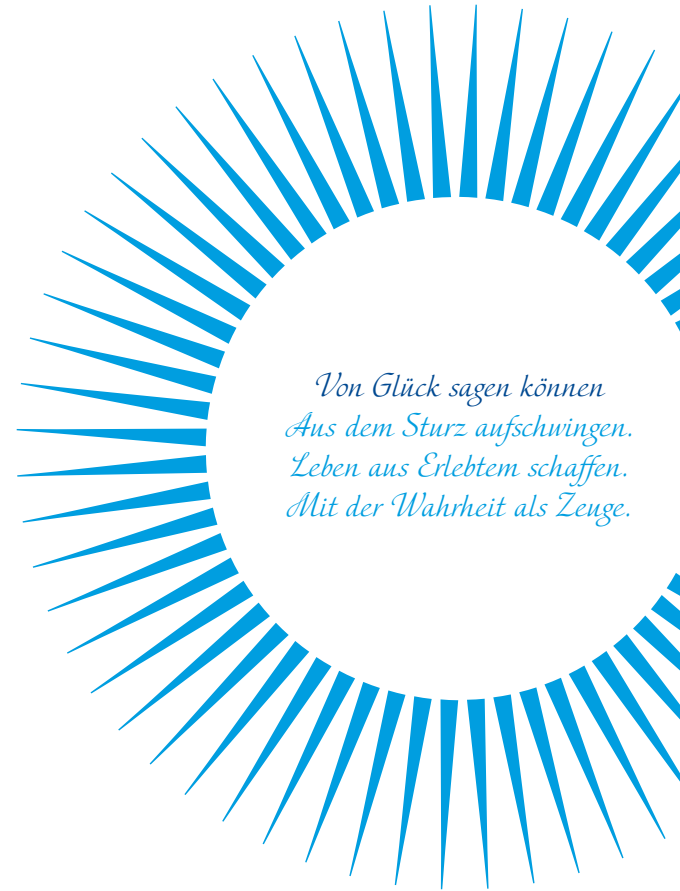 Von Glück sagen können
Aus dem Sturz aufschwingen.
Leben aus Erlebtem schaffen.
Mit der Wahrheit als Zeuge.